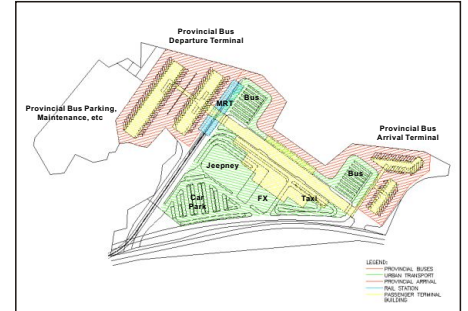 Provincial Bus
Departure Terminal
MRT
Bus
Provincial Bus Parking,
Maintenance, etc
Provincial Bus
Arrival Terminal
Jeepney
Bus
Car
Park
FX
Taxi
LEGEND:
PROVINCIAL BUSES
URBAN TRANSPORT
PROVINCIAL ARRIVAL
RAIL STATION
PASSENGER TERMINAL
BUILDING